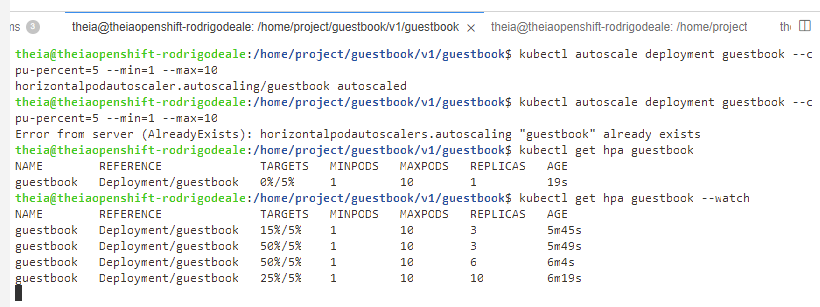 ms 3 theia@theiaopenshift-rodrigodeale: /home/project/guestbook/v1/guestbook × theia@theiaopenshift-rodrigodeale: /home/project the
theia@theiaopenshift-rodrigodeale:/home/project/guestbook/v1/guestbook$ kubectl autoscale deployment guestbook --c
pu-percent=5 --min=1 --max=10
horizontalpodautoscaler.autoscaling/guestbook autoscaled
theia@theiaopenshift-rodrigodeale:/home/project/guestbook/v1/guestbook$ kubectl autoscale deployment guestbook --c
pu-percent=5 --min=1 --max=10
Error from server (AlreadyExists): horizontalpodautoscalers.autoscaling "guestbook" already exists
theia@theiaopenshift-rodrigodeale:/home/project/guestbook/v1/guestbook$ kubectl get hpa guestbook
NAME REFERENCE TARGETS MINPODS MAXPODS REPLICAS AGE
guestbook Deployment/guestbook 0%/5% 1 10 1 19s
theia@theiaopenshift-rodrigodeale:/home/project/guestbook/v1/guestbook$ kubectl get hpa guestbook --watch
NAME REFERENCE TARGETS MINPODS MAXPODS REPLICAS AGE
guestbook Deployment/guestbook 15%/5% 1 10 3 5m45s
guestbook Deployment/guestbook 50%/5% 1 10 3 5m49s
guestbook Deployment/guestbook 50%/5% 1 10 6 6m4s
guestbook Deployment/guestbook 25%/5% 1 10 10 6m19s